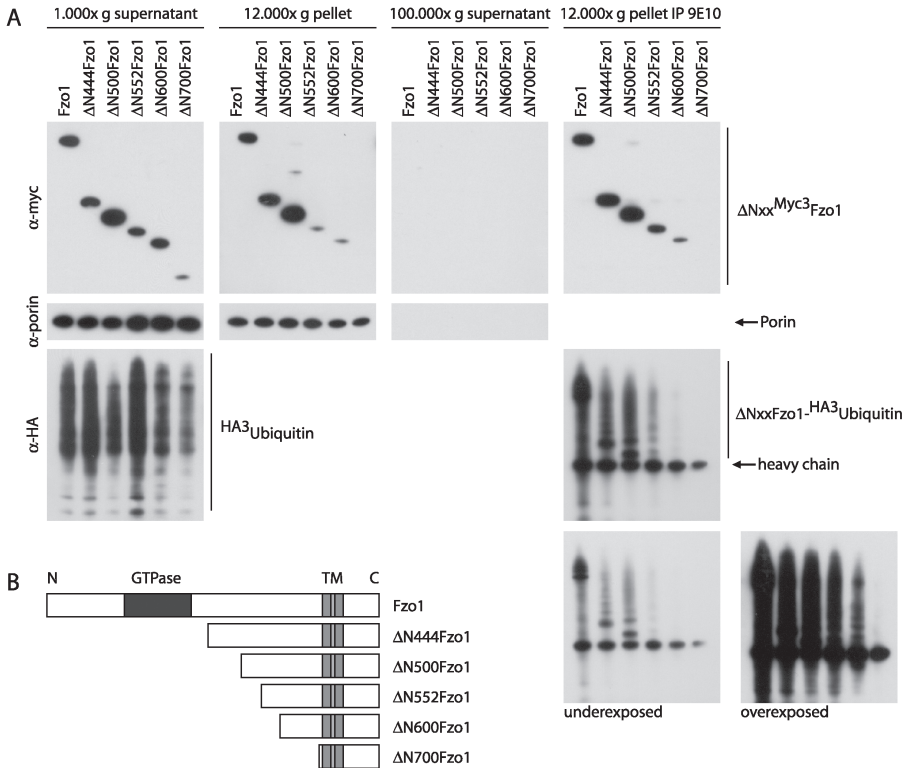 A
1.000x g supernatant
12.000x g pellet
100.000x g supernatant
12.000x g pellet IP 9E10
Fzo1
ΔN444Fzo1
ΔN500Fzo1
ΔN552Fzo1
ΔN600Fzo1
ΔN700Fzo1
Fzo1
ΔN444Fzo1
ΔN500Fzo1
ΔN552Fzo1
ΔN600Fzo1
ΔN700Fzo1
Fzo1
ΔN444Fzo1
ΔN500Fzo1
ΔN552Fzo1
ΔN600Fzo1
ΔN700Fzo1
Fzo1
ΔN444Fzo1
ΔN500Fzo1
ΔN552Fzo1
ΔN600Fzo1
ΔN700Fzo1
α-myc
ΔNxxMyc3Fzo1
α-porin
Porin
α-HA
HA3Ubiquitin
ΔNxxFzo1-HA3Ubiquitin
heavy chain
underexposed
overexposed
B
N GTPase TM C
Fzo1
ΔN444Fzo1
ΔN500Fzo1
ΔN552Fzo1
ΔN600Fzo1
ΔN700Fzo1